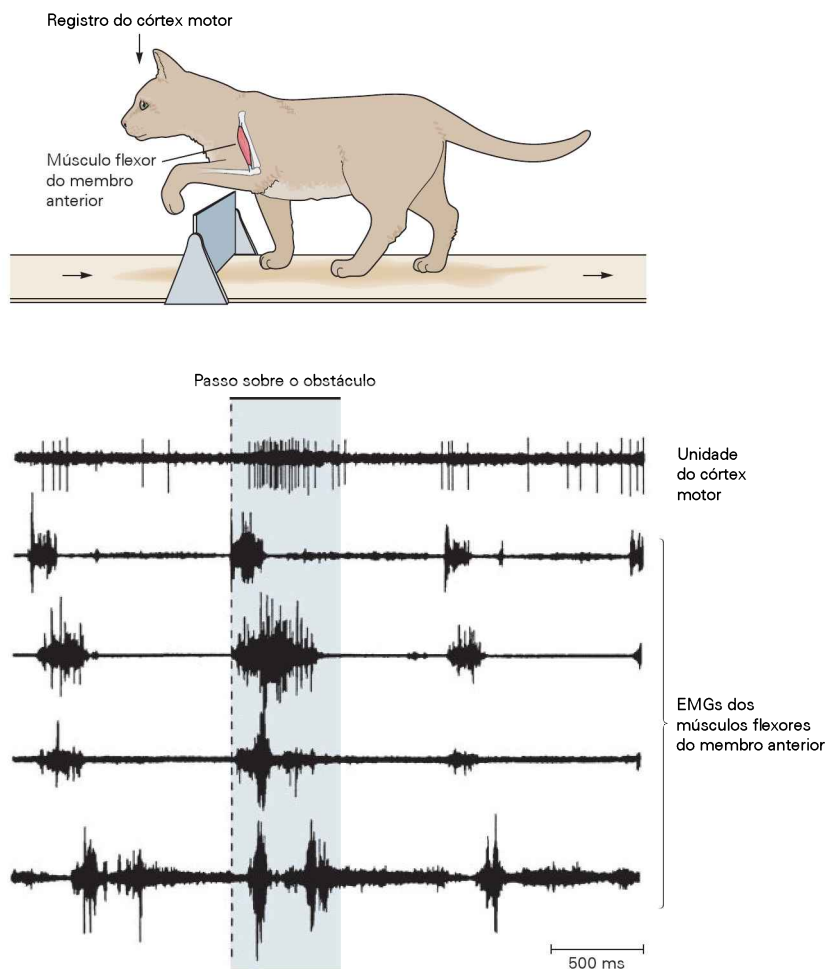 Registro do córtex motor
Músculo flexor
do membro
anterior
Passo sobre o obstáculo
Unidade
do córtex
motor
EMGs dos
músculos flexores
do membro anterior
500 ms